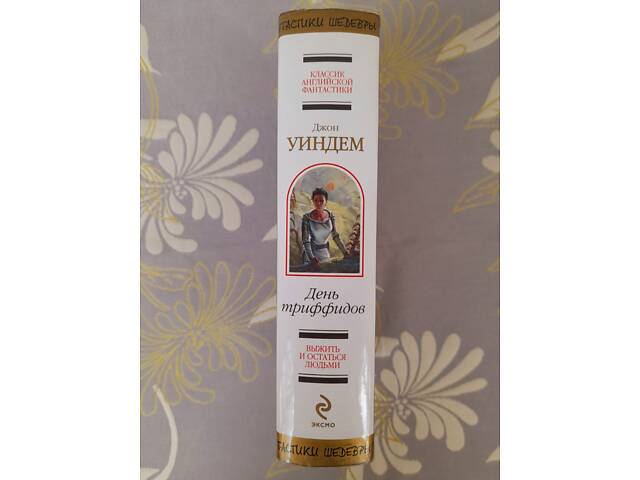 ТАСТИКИ ШЕДЕВРЫ
КЛАССИК
АНГЛИЙСКОЙ
ФАНТАСТИКИ
Джон
УИНДЕМ
День
триффидов
ВЫЖИТЬ
И ОСТАТЬСЯ
ЛЮДЬМИ
ЭКСМО
ТАСТИКИ ШЕДЕВРЫ